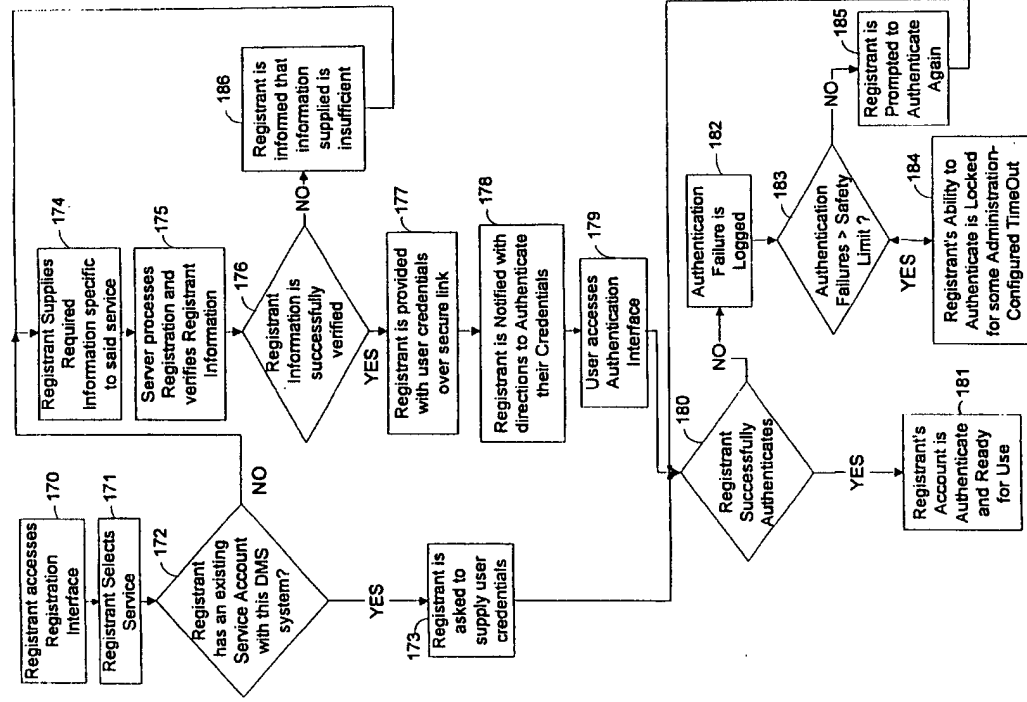 Registrant accesses
Registration
Interface
170
Registrant Selects
Service
171
Registrant
has an existing
Service Account
with this DMS
system?
172
NO
YES
Registrant is
asked to
supply user
credentials
173
Registrant Supplies
Required
Information specific
to said service
174
Server processes
Registration and
verifies Registrant
Information
175
Registrant
Information is
successfully
verified
176
NO
YES
Registrant is
informed that
information
supplied is
insufficient
186
Registrant is provided
with user credentials
over secure link
177
Registrant is Notified with
directions to Authenticate
their Credentials
178
User accesses
Authentication
Interface
179
Registrant
Successfully
Authenticates
180
NO
YES
Registrant's
Account is
Authenticate
and Ready
for Use
181
Authentication
Failure is
Logged
182
Authentication
Failures > Safety
Limit ?
183
NO
YES
Registrant's Ability to
Authenticate is Locked
for some Administration-
Configured TimeOut
184
Registrant is
Prompted to
Authenticate
Again
185